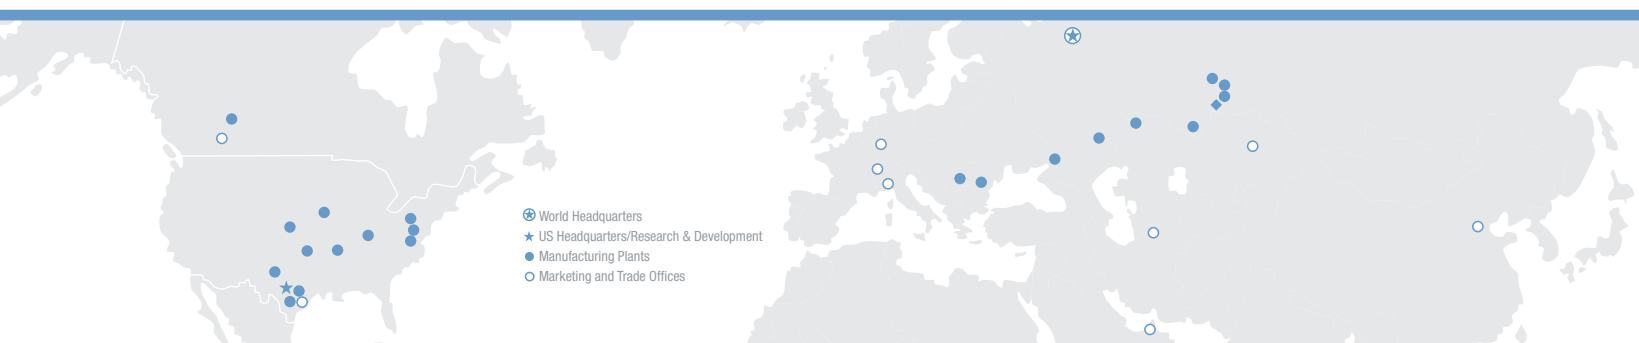 World Headquarters
US Headquarters/Research & Development
Manufacturing Plants
Marketing and Trade Offices